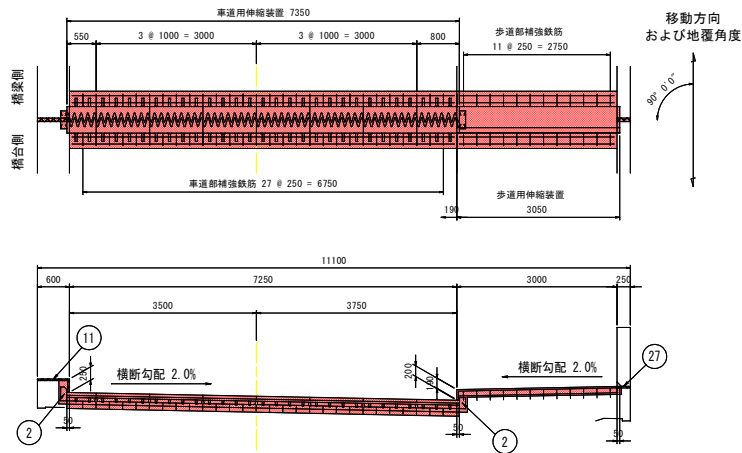 車道用伸縮装置 7350
550
3 @ 1000 = 3000
3 @ 1000 = 3000
800
歩道部補強鉄筋
11 @ 250 = 2750
移動方向
および地覆角度
90° 0'0"
橋梁側
橋台側
車道部補強鉄筋 27 @ 250 = 6750
190
歩道用伸縮装置
3050
11100
600
7250
3000
250
3500
3750
11
250
横断勾配 2.0%
200
190
横断勾配 2.0%
27
2
50
50
2
50